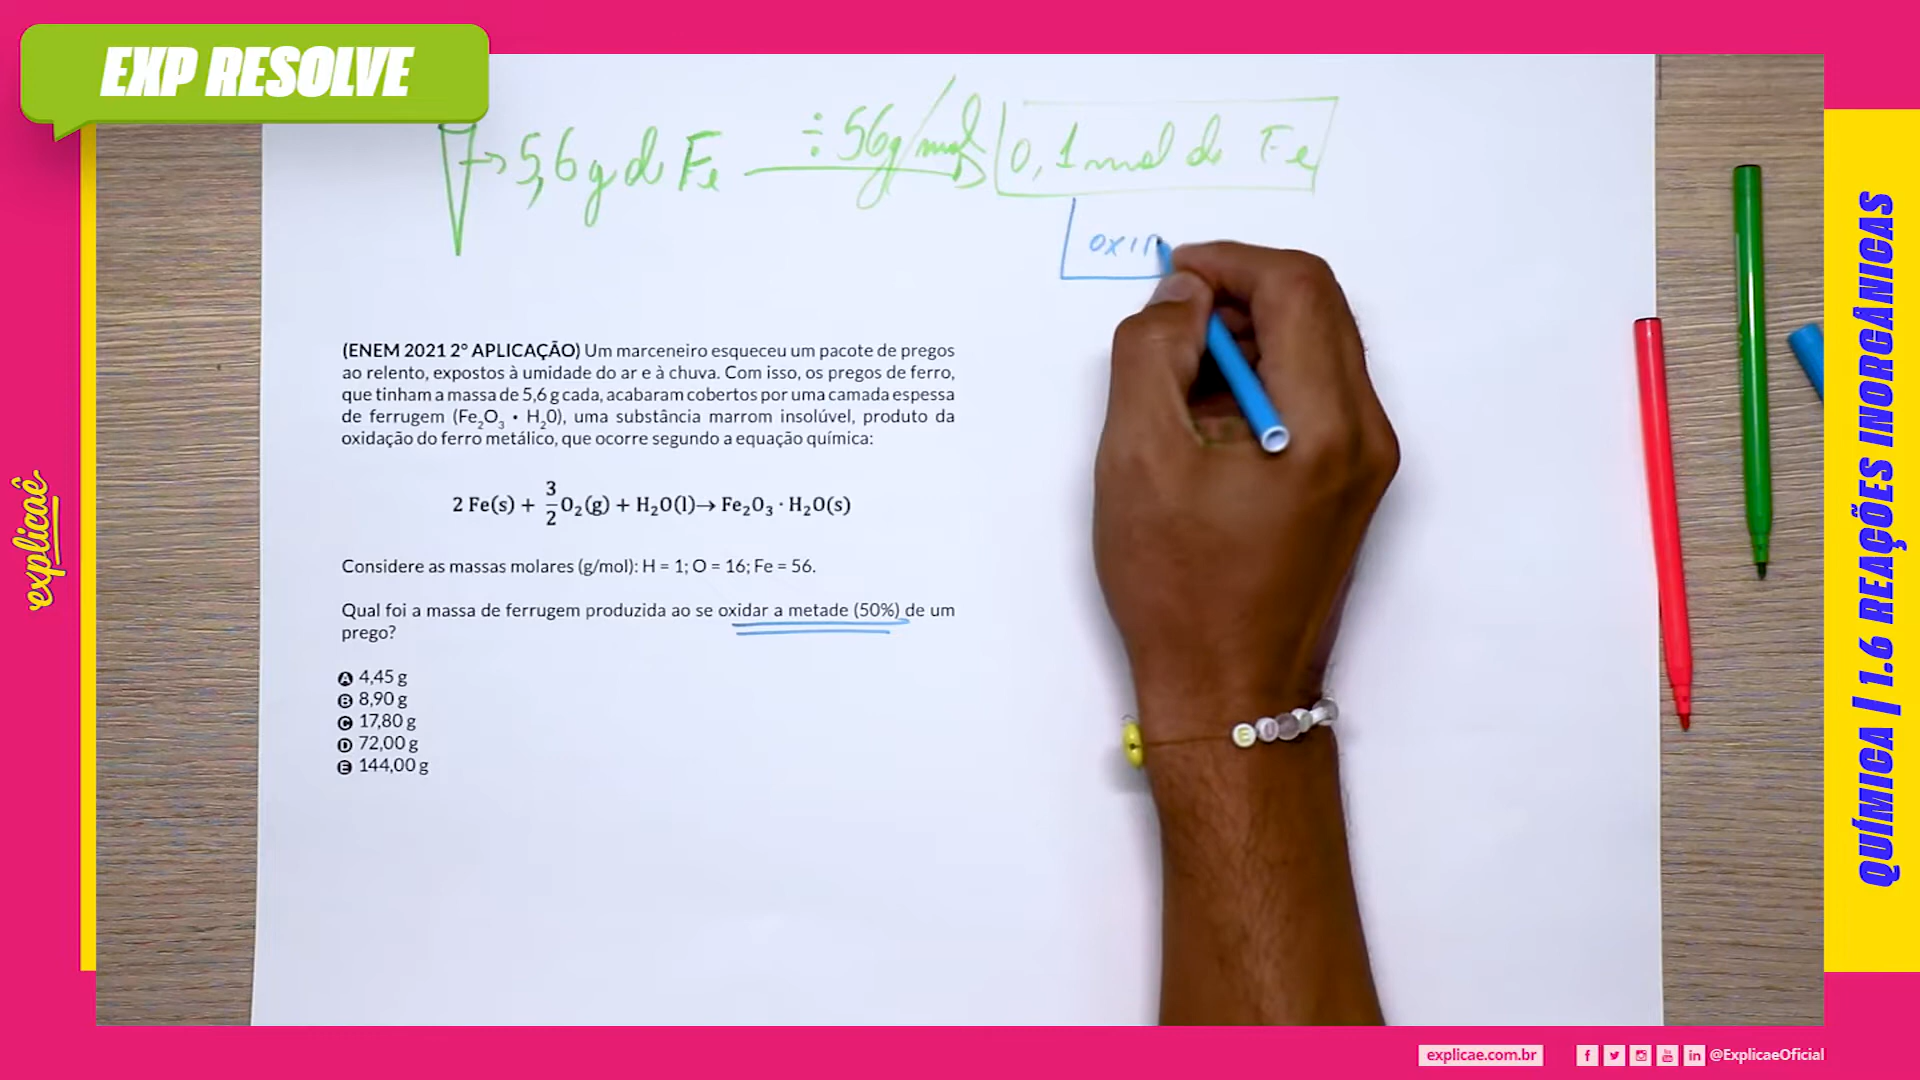 EXP RESOLVE
5,6 g d Fe ÷ 56g/mol 0,1 mol de Fe
oxi
(ENEM 2021 2° APLICAÇÃO) Um marceneiro esqueceu um pacote de pregos
ao relento, expostos à umidade do ar e à chuva. Com isso, os pregos de ferro,
que tinham a massa de 5,6 g cada, acabaram cobertos por uma camada espessa
de ferrugem (Fe₂O₃ • H₂0), uma substância marrom insolúvel, produto da
oxidação do ferro metálico, que ocorre segundo a equação química:
2 Fe(s) + 3/2 O₂(g) + H₂O(l)→ Fe₂O₃ · H₂O(s)
Considere as massas molares (g/mol): H = 1; O = 16; Fe = 56.
Qual foi a massa de ferrugem produzida ao se oxidar a metade (50%) de um
prego?
A 4,45 g
B 8,90 g
C 17,80 g
D 72,00 g
E 144,00 g
explicaê
QUÍMICA | 1.6 REAÇÕES INORGÂNICAS
E
explicae.com.br
@ExplicaeOficial